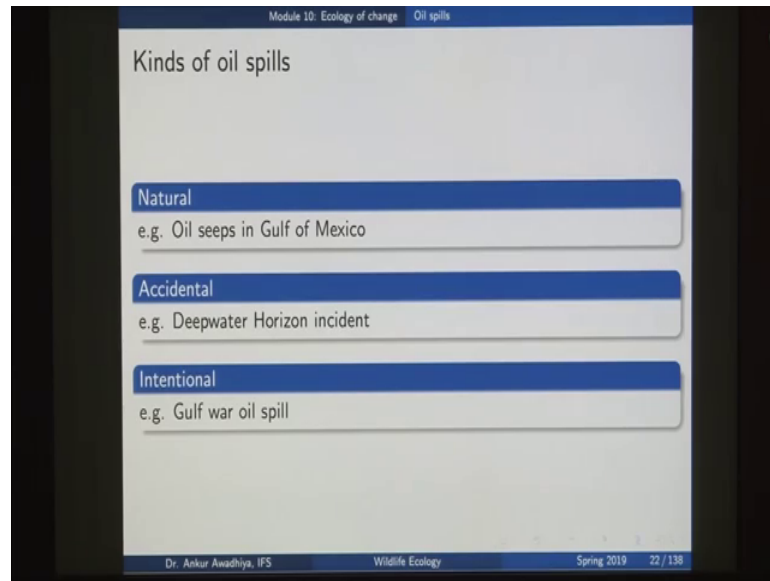 Module 10: Ecology of change Oil spills
Kinds of oil spills
Natural
e.g. Oil seeps in Gulf of Mexico
Accidental
e.g. Deepwater Horizon incident
Intentional
e.g. Gulf war oil spill
Dr. Ankur Awadhiya, IFS Wildlife Ecology Spring 2019 22 / 138